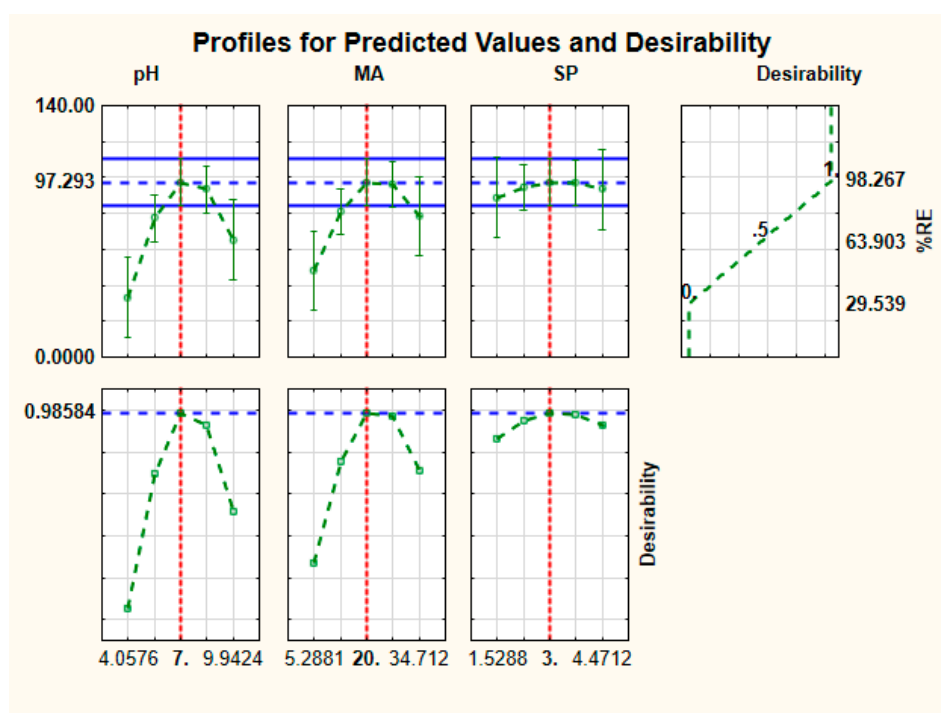 Profiles for Predicted Values and Desirability
pH MA SP Desirability
140.00
97.293
0.0000
1.
.5
0.
98.267
63.903
29.539
%RE
0.98584
Desirability
4.0576 7. 9.9424 5.2881 20. 34.712 1.5288 3. 4.4712